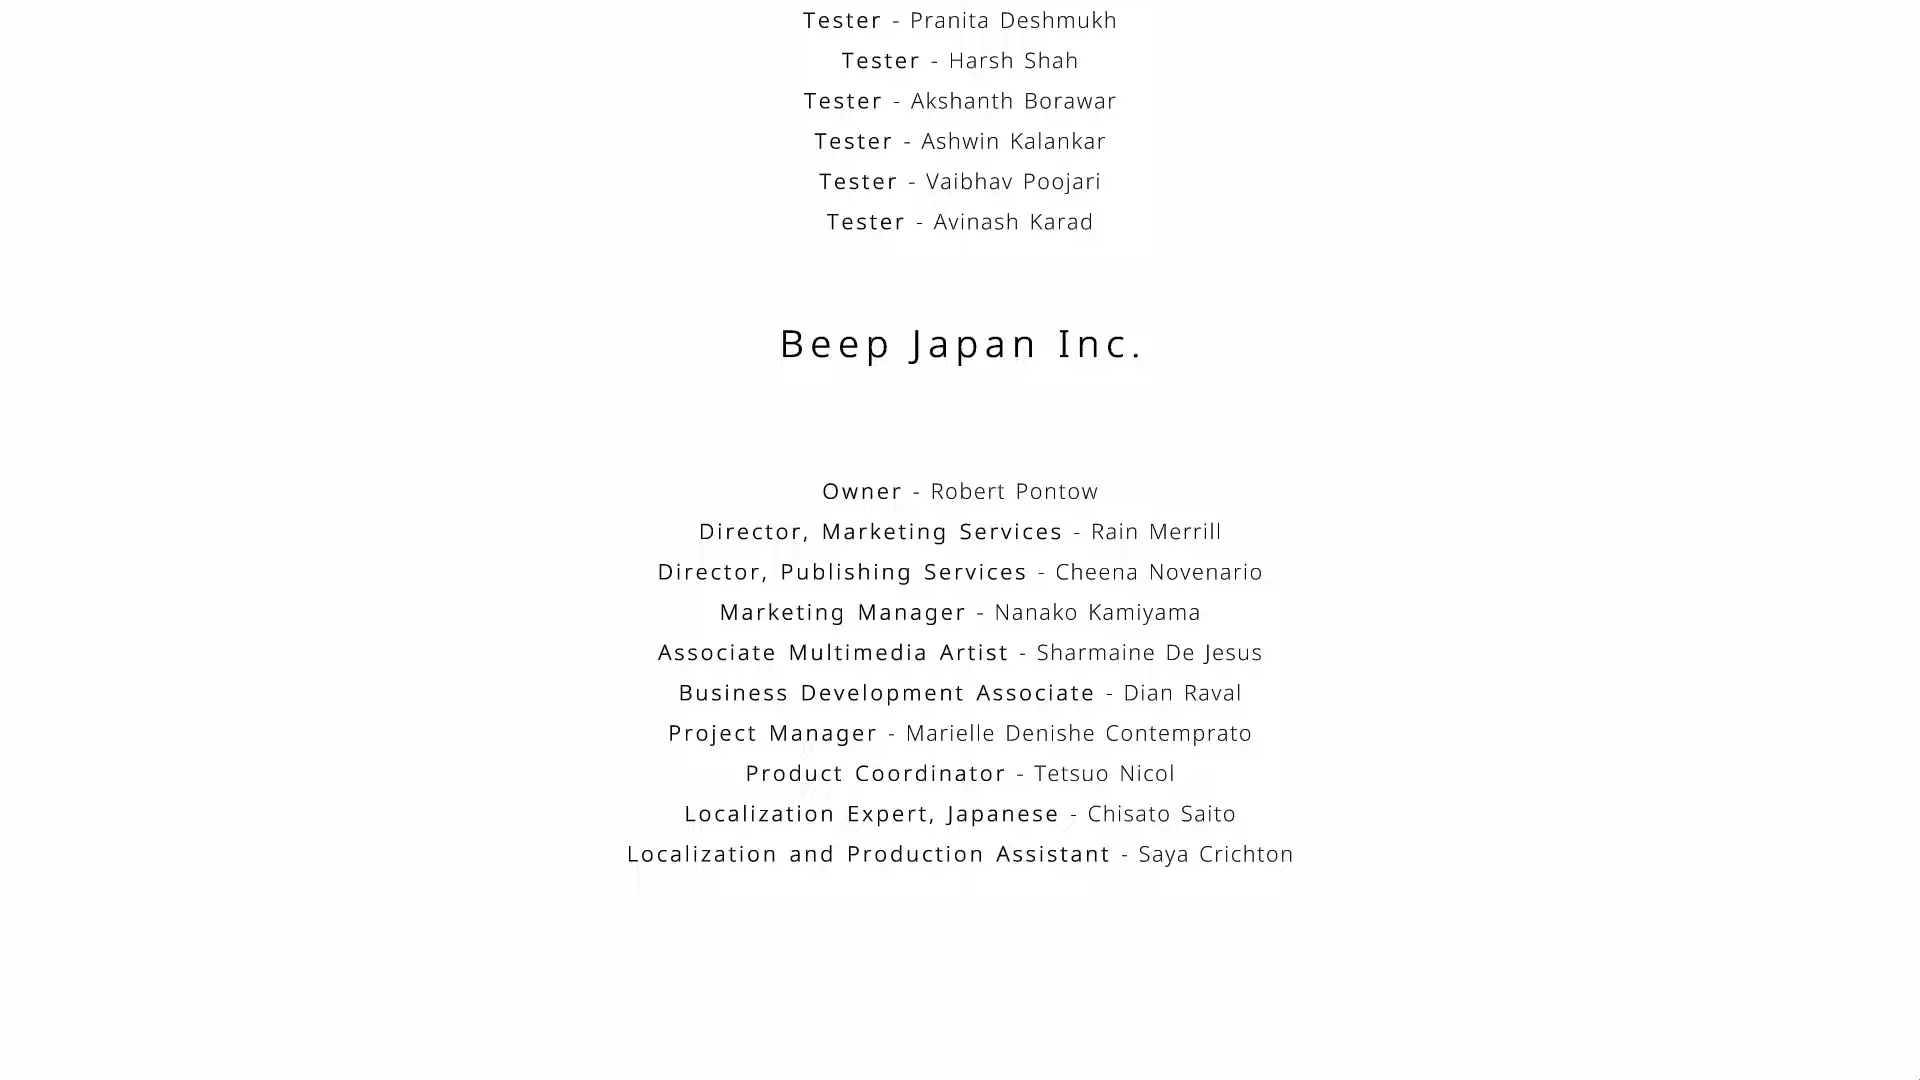 Tester - Pranita Deshmukh
Tester - Harsh Shah
Tester - Akshanth Borawar
Tester - Ashwin Kalankar
Tester - Vaibhav Poojari
Tester - Avinash Karad
Beep Japan Inc.
Owner - Robert Pontow
Director, Marketing Services - Rain Merrill
Director, Publishing Services - Cheena Novenario
Marketing Manager - Nanako Kamiyama
Associate Multimedia Artist - Sharmaine De Jesus
Business Development Associate - Dian Raval
Project Manager - Marielle Denishe Contemprato
Product Coordinator - Tetsuo Nicol
Localization Expert, Japanese - Chisato Saito
Localization and Production Assistant - Saya Crichton